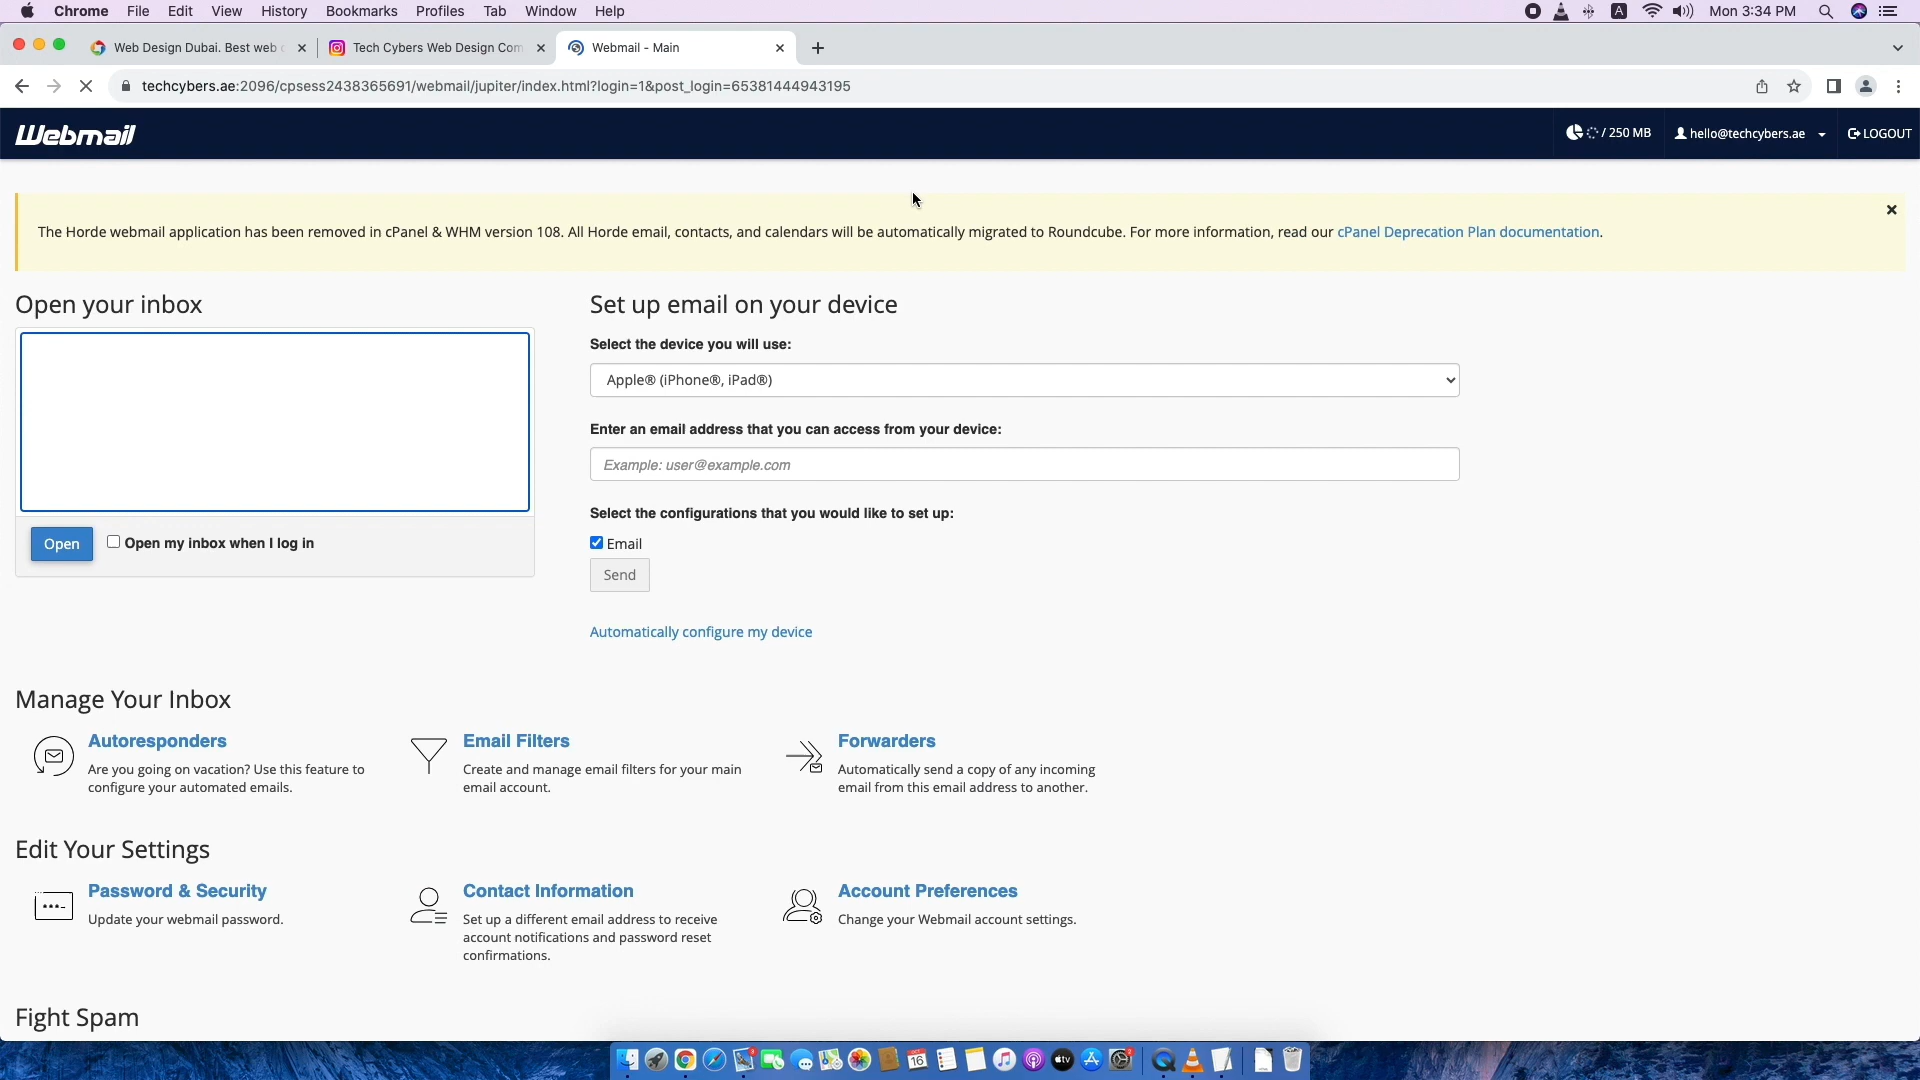 Chrome File Edit View History Bookmarks Profiles Tab Window Help
A Mon 3:34 PM
Web Design Dubai. Best web
Tech Cybers Web Design Com
Webmail - Main
techcybers.ae:2096/cpsess2438365691/webmail/jupiter/index.html?login=1&post_login=65381444943195
Webmail
/ 250 MB
hello@techcybers.ae
LOGOUT
The Horde webmail application has been removed in cPanel & WHM version 108. All Horde email, contacts, and calendars will be automatically migrated to Roundcube. For more information, read our cPanel Deprecation Plan documentation.
Open your inbox
Open
Open my inbox when I log in
Set up email on your device
Select the device you will use:
Apple® (iPhone®, iPad®)
Enter an email address that you can access from your device:
Example: user@example.com
Select the configurations that you would like to set up:
Email
Send
Automatically configure my device
Manage Your Inbox
Autoresponders
Are you going on vacation? Use this feature to
configure your automated emails.
Email Filters
Create and manage email filters for your main
email account.
Forwarders
Automatically send a copy of any incoming
email from this email address to another.
Edit Your Settings
Password & Security
Update your webmail password.
Contact Information
Set up a different email address to receive
account notifications and password reset
confirmations.
Account Preferences
Change your Webmail account settings.
Fight Spam
16
tv